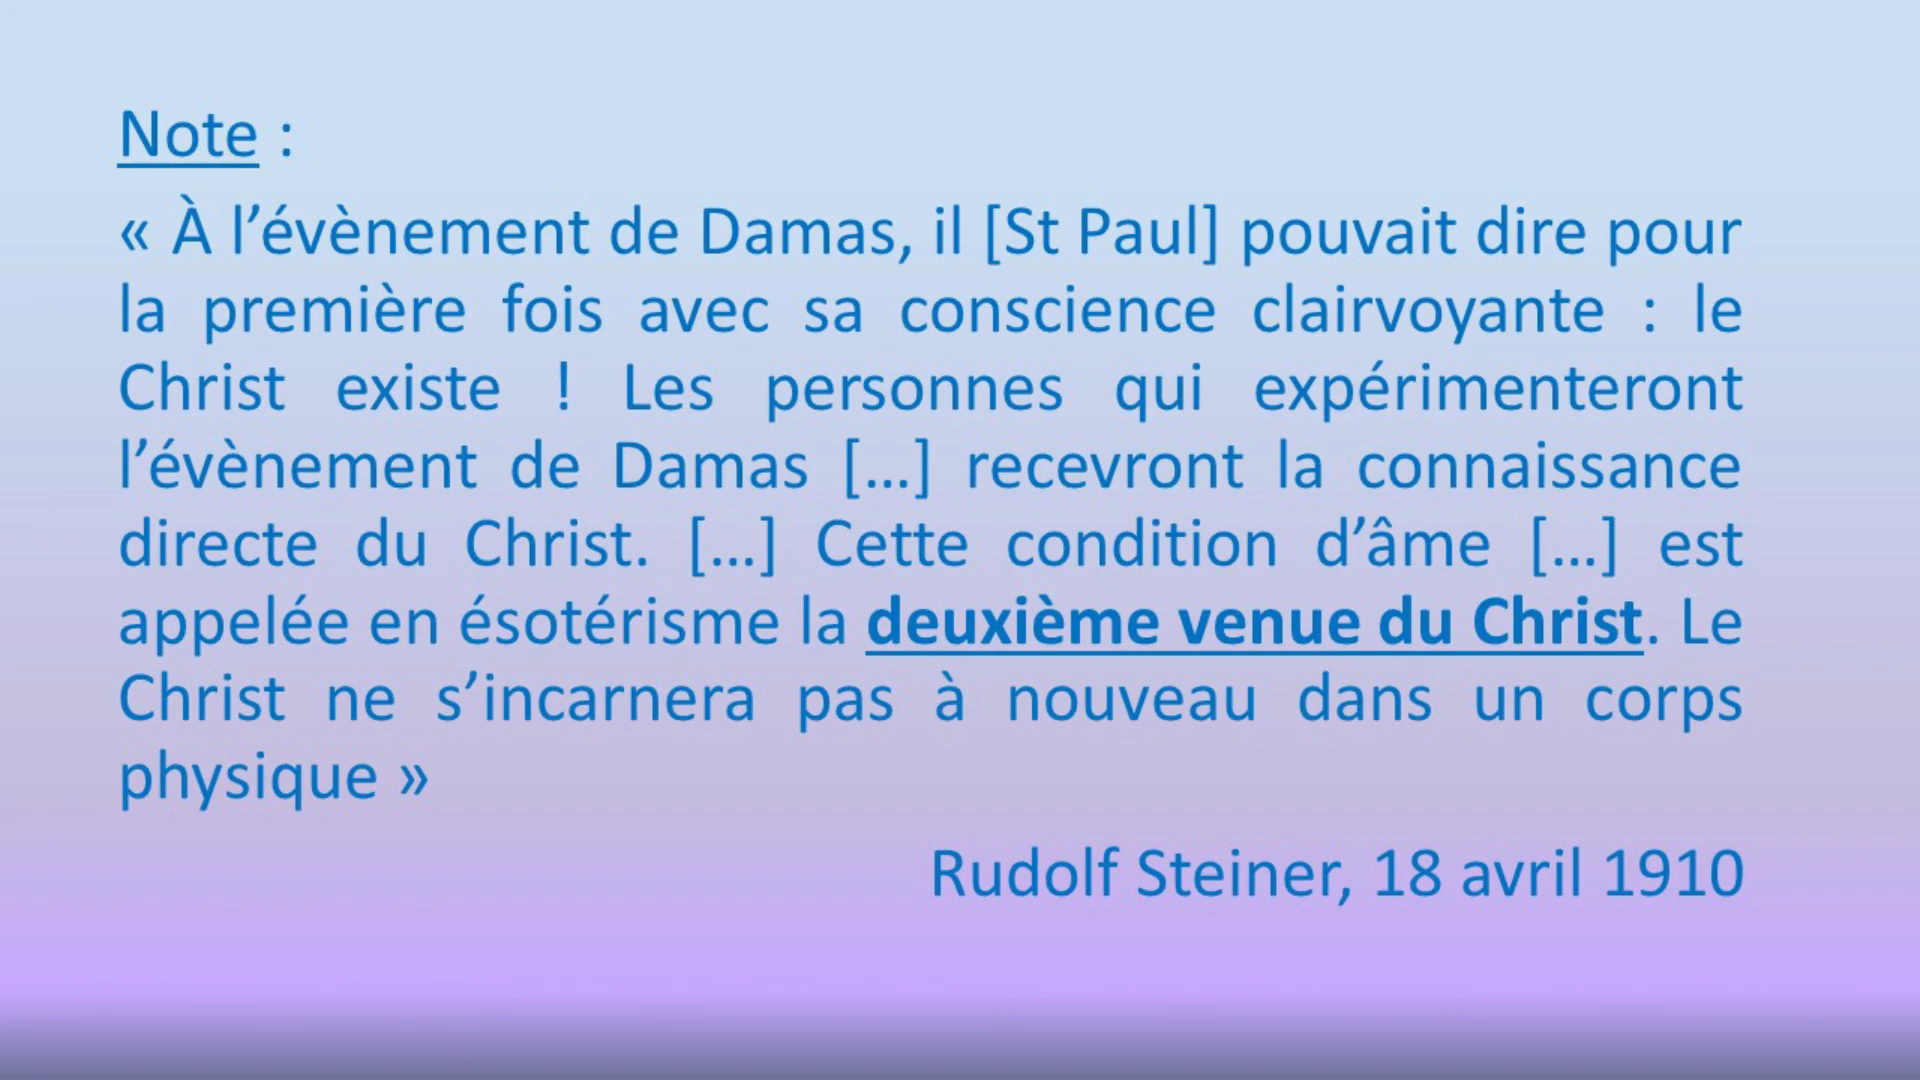 Note :
« À l’évènement de Damas, il [St Paul] pouvait dire pour
la première fois avec sa conscience clairvoyante : le
Christ existe ! Les personnes qui expérimenteront
l’évènement de Damas […] recevront la connaissance
directe du Christ. […] Cette condition d’âme […] est
appelée en ésotérisme la deuxième venue du Christ. Le
Christ ne s’incarnera pas à nouveau dans un corps
physique »
Rudolf Steiner, 18 avril 1910